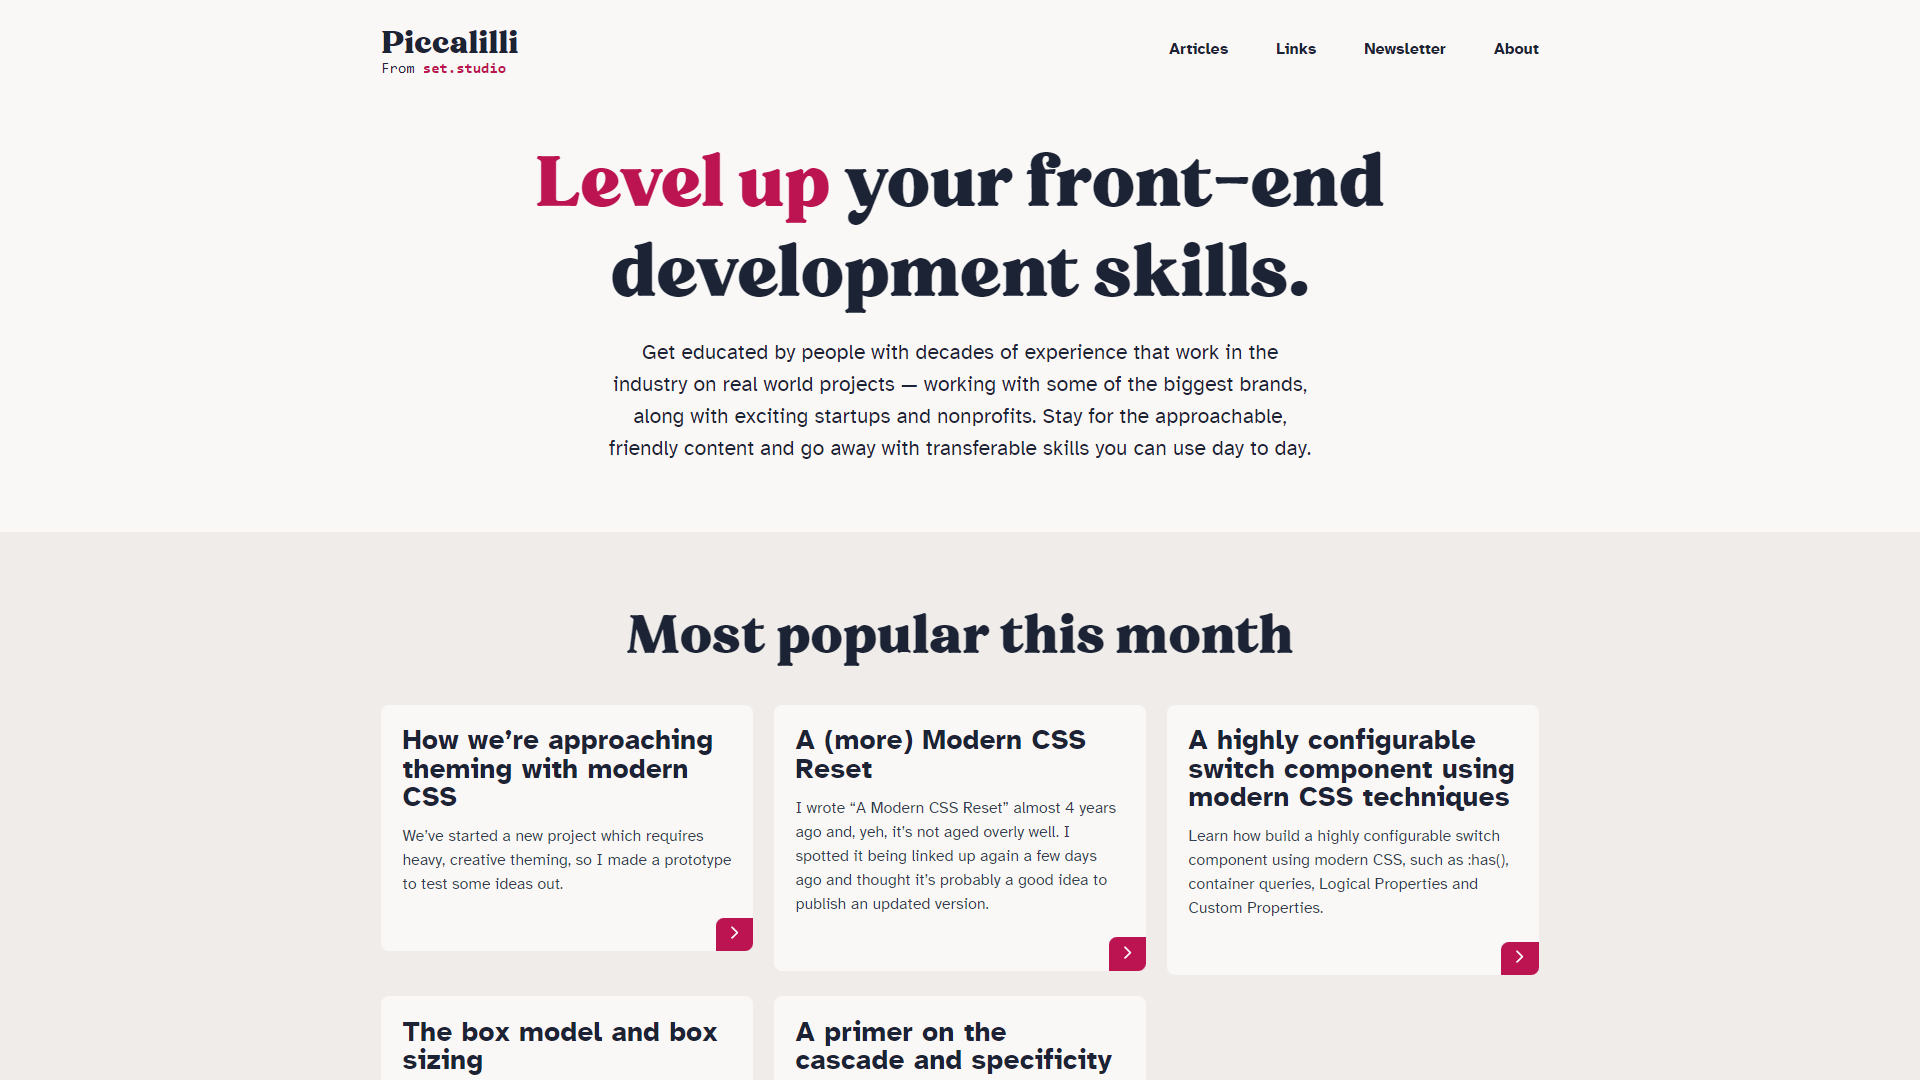 Piccalilli
From set.studio
Articles
Links
Newsletter
About
Level up your front-end
development skills.
Get educated by people with decades of experience that work in the
industry on real world projects — working with some of the biggest brands,
along with exciting startups and nonprofits. Stay for the approachable,
friendly content and go away with transferable skills you can use day to day.
Most popular this month
How we’re approaching
theming with modern
CSS
We’ve started a new project which requires
heavy, creative theming, so I made a prototype
to test some ideas out.
A (more) Modern CSS
Reset
I wrote “A Modern CSS Reset” almost 4 years
ago and, yeh, it’s not aged overly well. I
spotted it being linked up again a few days
ago and thought it’s probably a good idea to
publish an updated version.
A highly configurable
switch component using
modern CSS techniques
Learn how build a highly configurable switch
component using modern CSS, such as :has(),
container queries, Logical Properties and
Custom Properties.
The box model and box
sizing
A primer on the
cascade and specificity